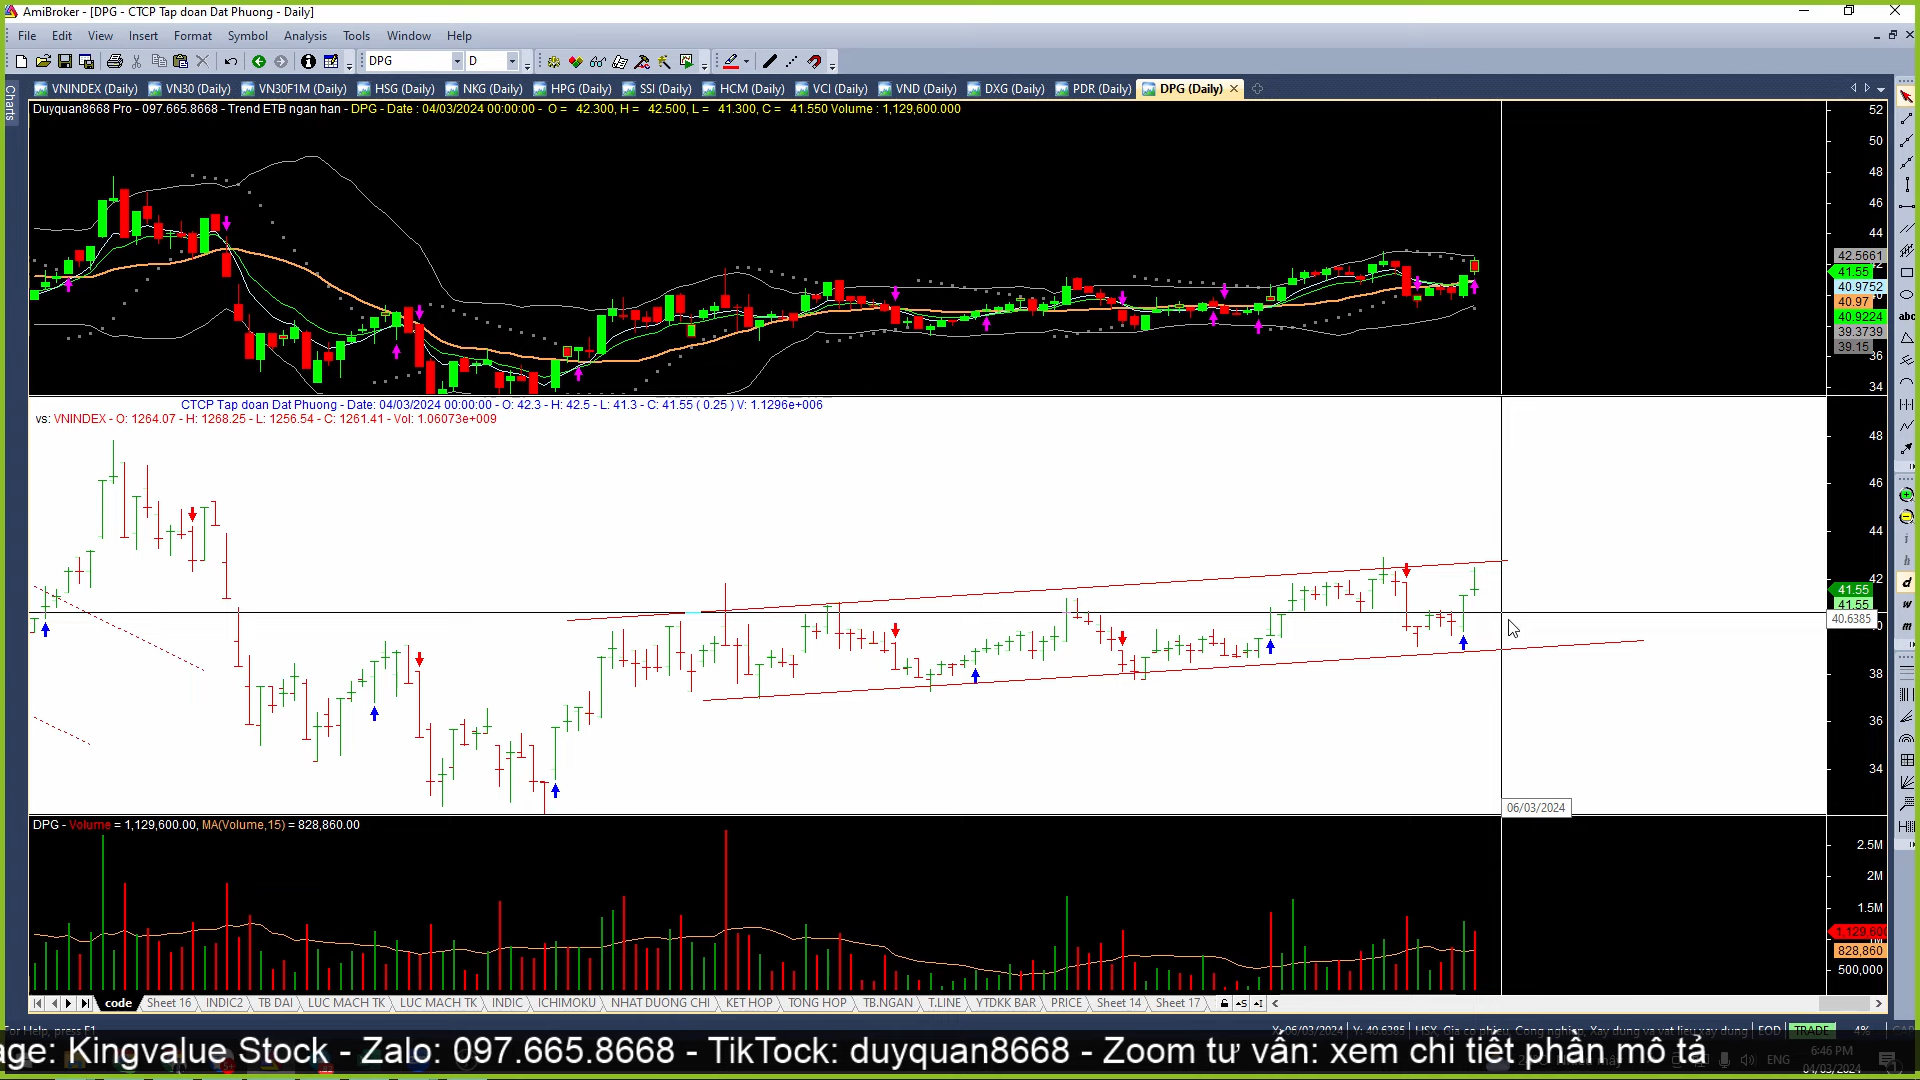 AmiBroker - [DPG - CTCP Tap doan Dat Phuong - Daily]
File Edit View Insert Format Symbol Analysis Tools Window Help
DPG D
VNINDEX (Daily) VN30 (Daily) VN30F1M (Daily) HSG (Daily) NKG (Daily) HPG (Daily) SSI (Daily) HCM (Daily) VCI (Daily) VND (Daily) DXG (Daily) PDR (Daily) DPG (Daily)
Charts
Duyquan8668 Pro - 097.665.8668 - Trend ETB ngan han - DPG - Date : 04/03/2024 00:00:00 - O = 42.300, H = 42.500, L = 41.300, C = 41.550 Volume : 1,129,600.000
52
50
48
46
44
42.5661
41.55
40.9752
40.97
40.9224
39.3739
39.15
36
34
abc
CTCP Tap doan Dat Phuong - Date: 04/03/2024 00:00:00 - O: 42.3 - H: 42.5 - L: 41.3 - C: 41.55 ( 0.25 ) V: 1.1296e+006
vs: VNINDEX - O: 1264.07 - H: 1268.25 - L: 1256.54 - C: 1261.41 - Vol: 1.06073e+009
48
46
44
42
41.55
41.55
40.6385
38
36
34
06/03/2024
DPG - Volume = 1,129,600.00, MA(Volume,15) = 828,860.00
2.5M
2M
1.5M
1,129,600
828,860
500,000
code Sheet 16 INDIC2 TB DAI LUC MACH TK LUC MACH TK INDIC ICHIMOKU NHAT DUONG CHI KET HOP TONG HOP TB.NGAN T.LINE YTDKK BAR PRICE Sheet 14 Sheet 17
For Help, press F1 X: 06/03/2024 Y: 40.6385 HSX, Gia co phieu, Cong nghiep, Xay dung va vat lieu xay dung EOD TRADE 4%
age: Kingvalue Stock - Zalo: 097.665.8668 - TikTock: duyquan8668 - Zoom tư vấn: xem chi tiết phần mô tả
ENG 6:46 PM
04/03/2024